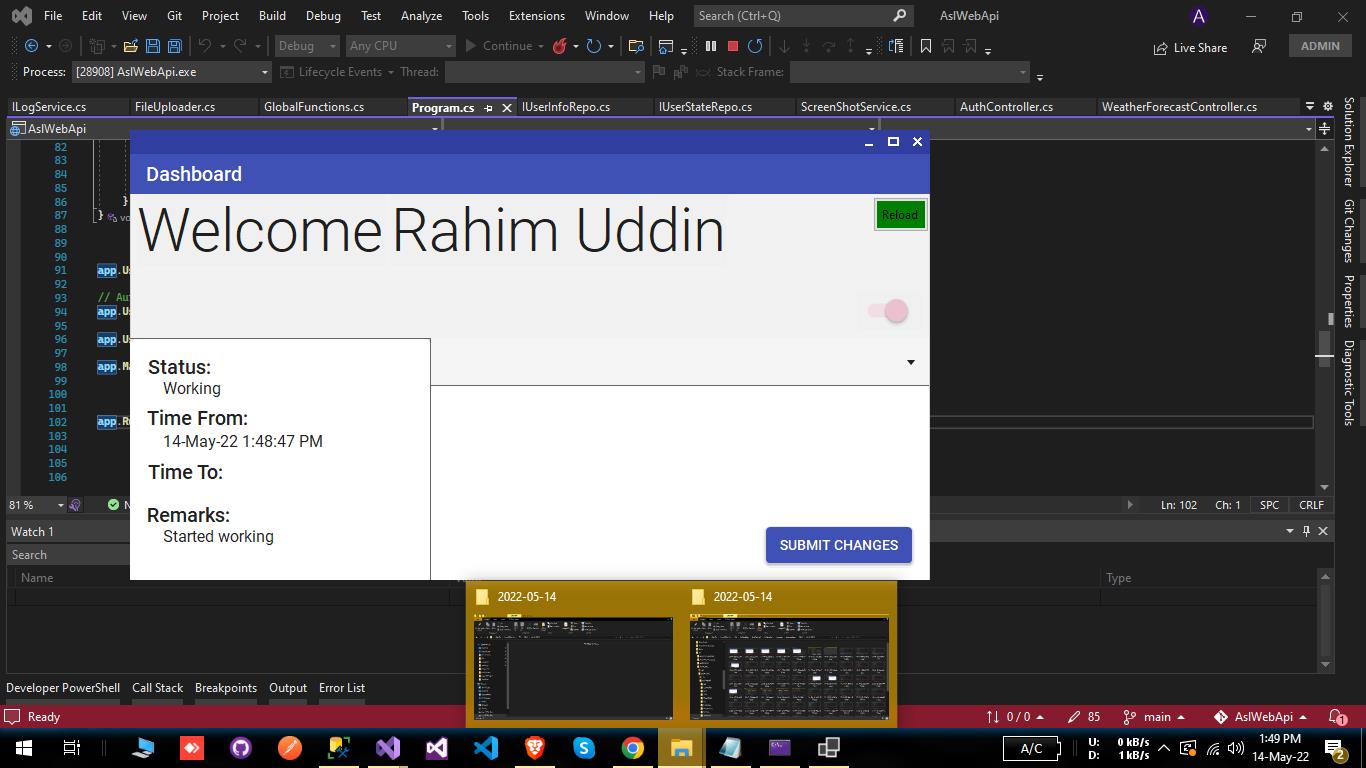 File Edit View Git Project Build Debug Test Analyze Tools Extensions Window Help Search (Ctrl+Q) AslWebApi A
Debug Any CPU Continue Live Share ADMIN
Process: [28908] AslWebApi.exe Lifecycle Events Thread: Stack Frame:
ILogService.cs FileUploader.cs GlobalFunctions.cs Program.cs IUserInfoRepo.cs IUserStateRepo.cs ScreenShotService.cs AuthController.cs WeatherForecastController.cs
AslWebApi
Dashboard
Welcome Rahim Uddin
Reload
Status:
Working
Time From:
14-May-22 1:48:47 PM
Time To:
Remarks:
Started working
SUBMIT CHANGES
82
83
84
85
86 }
87 }
88
89
90
91 app.
92
93 // Au
94 app.
95
96 app.
97
98 app.
99
100
101
102 app.
103
104
105
106
Solution Explorer
Git Changes
Properties
Diagnostic Tools
81 % Ln: 102 Ch: 1 SPC CRLF
Watch 1
Search
Name Type
2022-05-14 2022-05-14
Developer PowerShell Call Stack Breakpoints Output Error List
Ready 0 / 0 85 main AslWebApi 1
A/C U: 0 kB/s 1:49 PM
D: 1 kB/s 14-May-22 2